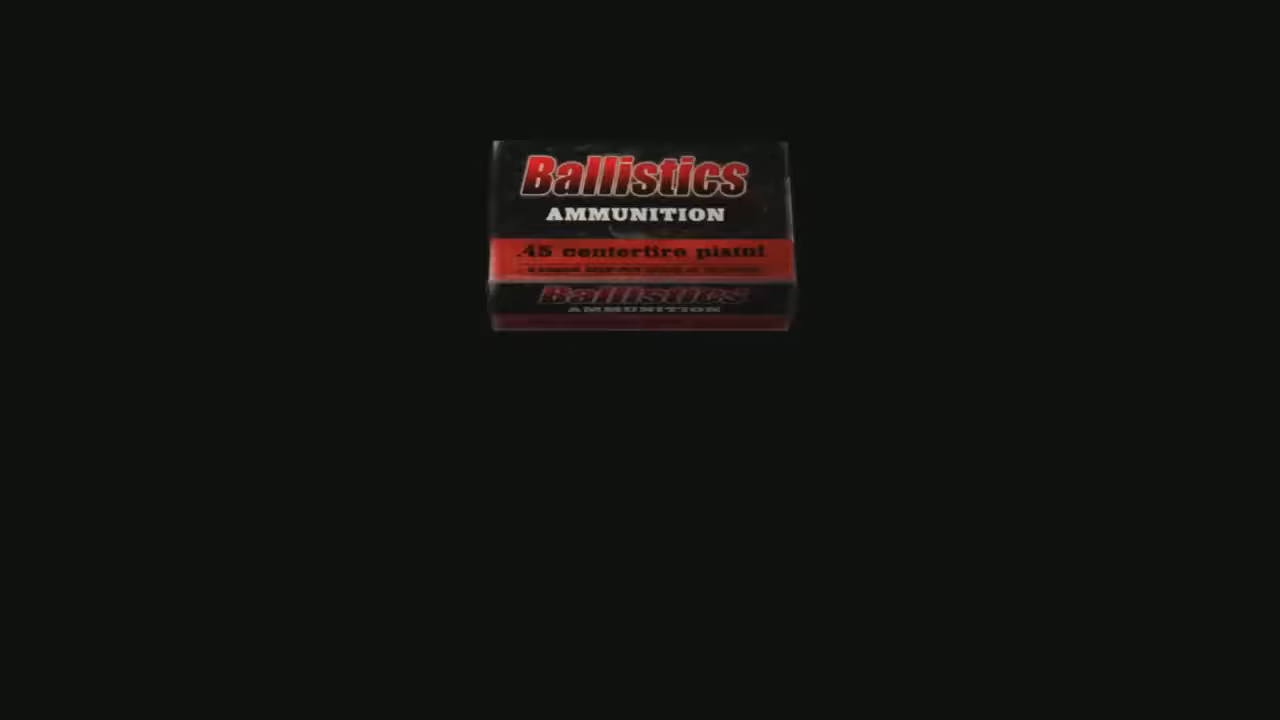 Ballistics
AMMUNITION
.45 centerfire pistol
Ballistics
AMMUNITION